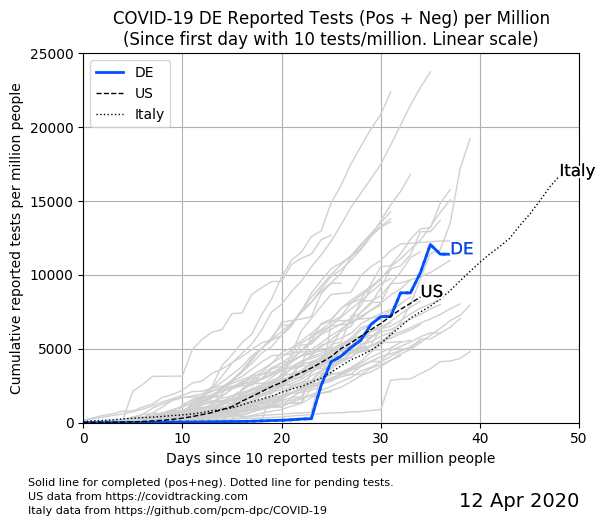 COVID-19 DE Reported Tests (Pos + Neg) per Million
(Since first day with 10 tests/million. Linear scale)
25000
20000
15000
10000
5000
0
Cumulative reported tests per million people
DE
US
Italy
Italy
DE
US
0 10 20 30 40 50
Days since 10 reported tests per million people
Solid line for completed (pos+neg). Dotted line for pending tests.
US data from https://covidtracking.com
Italy data from https://github.com/pcm-dpc/COVID-19
12 Apr 2020